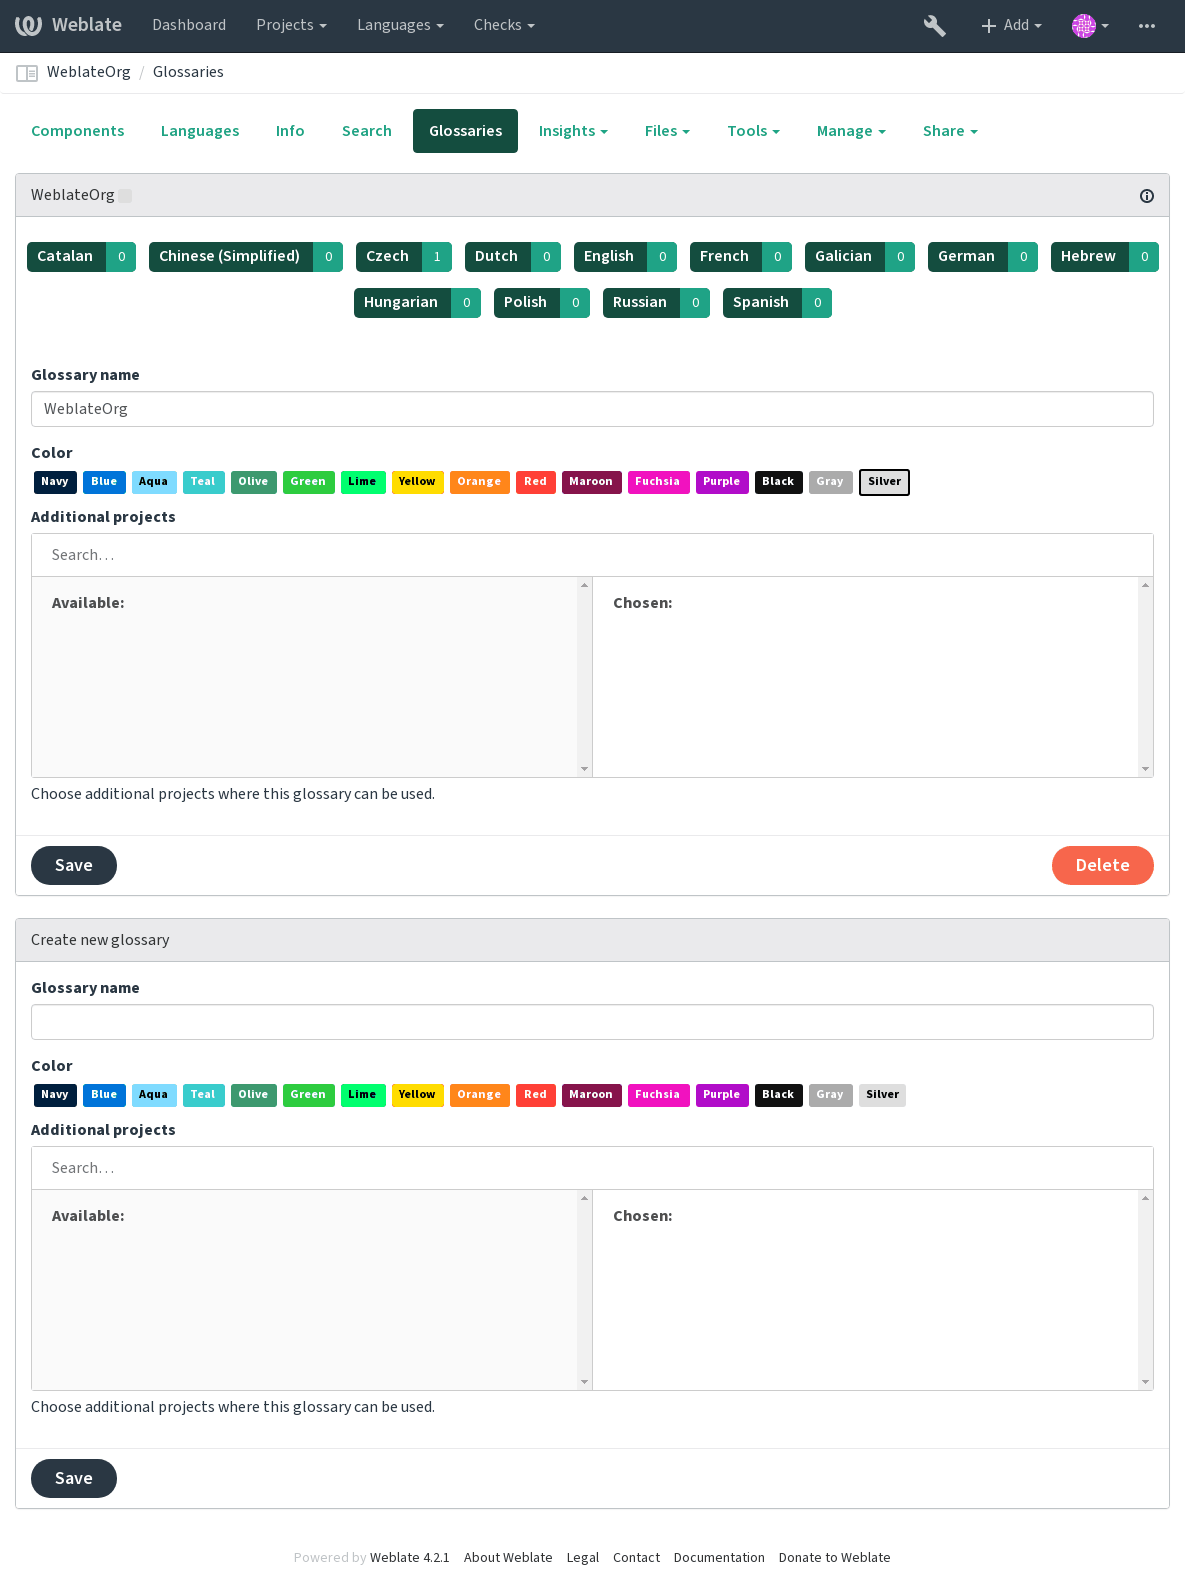 Weblate Dashboard Projects Languages Checks Add
WeblateOrg / Glossaries
Components Languages Info Search Glossaries Insights Files Tools Manage Share
WeblateOrg
Catalan 0 Chinese (Simplified) 0 Czech 1 Dutch 0 English 0 French 0 Galician 0 German 0 Hebrew 0
Hungarian 0 Polish 0 Russian 0 Spanish 0
Glossary name
WeblateOrg
Color
Navy Blue Aqua Teal Olive Green Lime Yellow Orange Red Maroon Fuchsia Purple Black Gray Silver
Additional projects
Search…
Available: Chosen:
Choose additional projects where this glossary can be used.
Save Delete
Create new glossary
Glossary name
Color
Navy Blue Aqua Teal Olive Green Lime Yellow Orange Red Maroon Fuchsia Purple Black Gray Silver
Additional projects
Search…
Available: Chosen:
Choose additional projects where this glossary can be used.
Save
Powered by Weblate 4.2.1 About Weblate Legal Contact Documentation Donate to Weblate